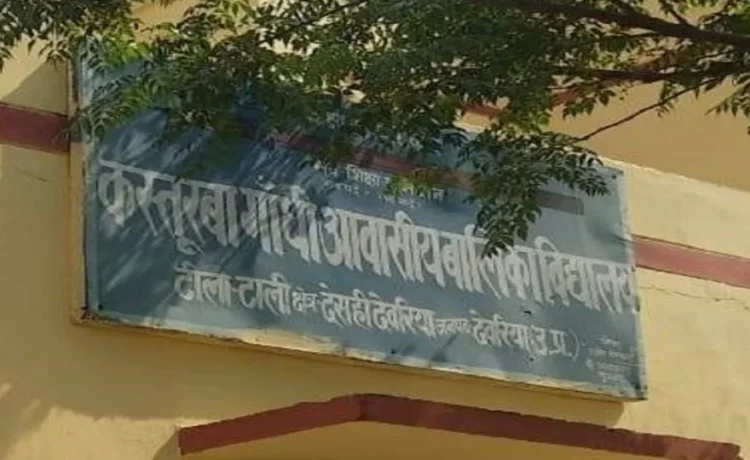 शिक्षा
कस्तूरबा गांधी आवासीय बालिका विद्यालय
टीला-टाली क्षेत्र-देसही देवरिया जनपद देवरिया(उ.प्र.)